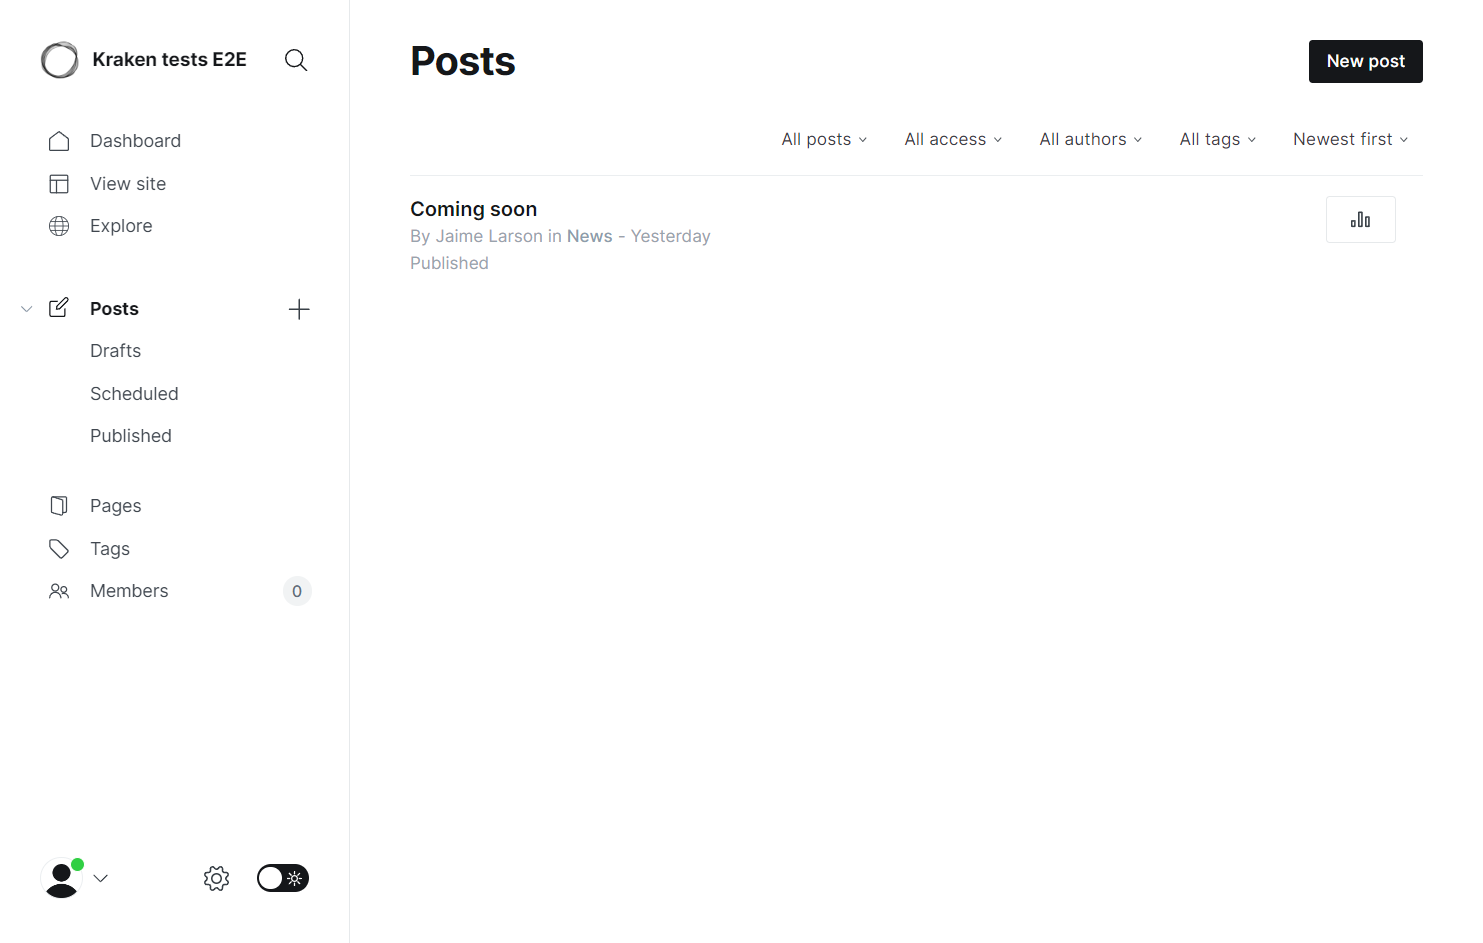 Kraken tests E2E
Dashboard
View site
Explore
Posts
Drafts
Scheduled
Published
Pages
Tags
Members 0
Posts
New post
All posts All access All authors All tags Newest first
Coming soon
By Jaime Larson in News - Yesterday
Published